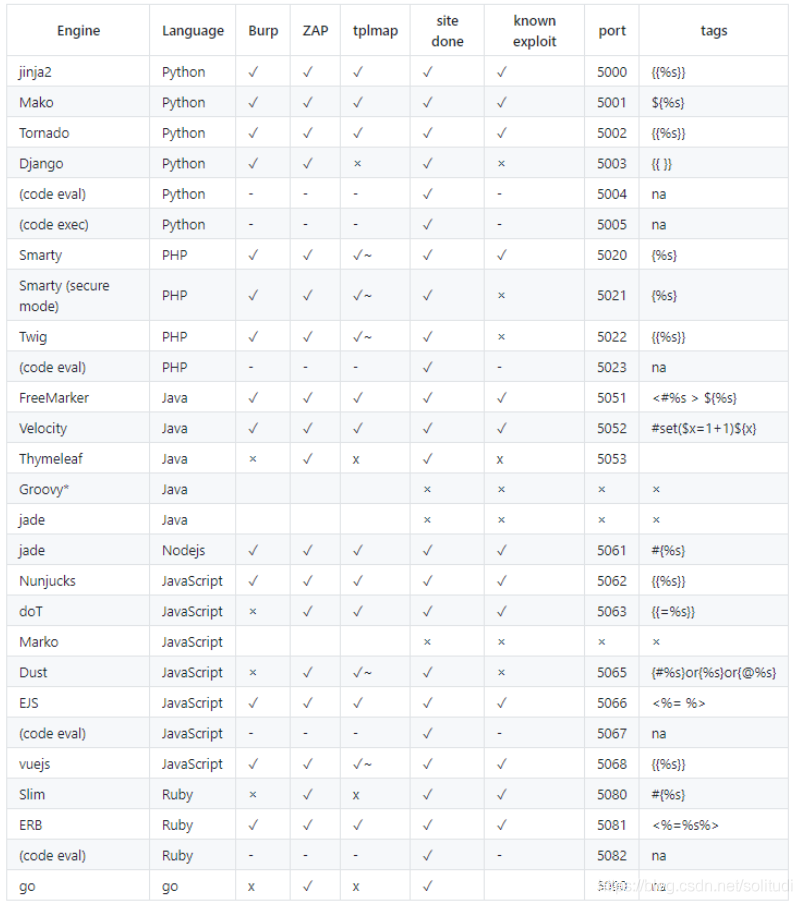 Engine Language Burp ZAP tplmap site done known exploit port tags
jinja2 Python ✓ ✓ ✓ ✓ ✓ 5000 {{%s}}
Mako Python ✓ ✓ ✓ ✓ ✓ 5001 ${%s}
Tornado Python ✓ ✓ ✓ ✓ ✓ 5002 {{%s}}
Django Python ✓ ✓ × ✓ × 5003 {{ }}
(code eval) Python - - - ✓ - 5004 na
(code exec) Python - - - ✓ - 5005 na
Smarty PHP ✓ ✓ ✓~ ✓ ✓ 5020 {%s}
Smarty (secure mode) PHP ✓ ✓ ✓~ ✓ × 5021 {%s}
Twig PHP ✓ ✓ ✓~ ✓ × 5022 {{%s}}
(code eval) PHP - - - ✓ - 5023 na
FreeMarker Java ✓ ✓ ✓ ✓ ✓ 5051 <#%s > ${%s}
Velocity Java ✓ ✓ ✓ ✓ ✓ 5052 #set($x=1+1)${x}
Thymeleaf Java × ✓ x ✓ x 5053
Groovy* Java × × × ×
jade Java × × × ×
jade Nodejs ✓ ✓ ✓ ✓ ✓ 5061 #{%s}
Nunjucks JavaScript ✓ ✓ ✓ ✓ ✓ 5062 {{%s}}
doT JavaScript × ✓ ✓ ✓ ✓ 5063 {{=%s}}
Marko JavaScript × × × ×
Dust JavaScript × ✓ ✓~ ✓ × 5065 {#%s}or{%s}or{@%s}
EJS JavaScript ✓ ✓ ✓ ✓ ✓ 5066 <%= %>
(code eval) JavaScript - - - ✓ - 5067 na
vuejs JavaScript ✓ ✓ ✓~ ✓ ✓ 5068 {{%s}}
Slim Ruby × ✓ x ✓ ✓ 5080 #{%s}
ERB Ruby ✓ ✓ ✓ ✓ ✓ 5081 <%=%s%>
(code eval) Ruby - - - ✓ - 5082 na
go go x ✓ x ✓ na
https://blog.csdn.net/solitudi